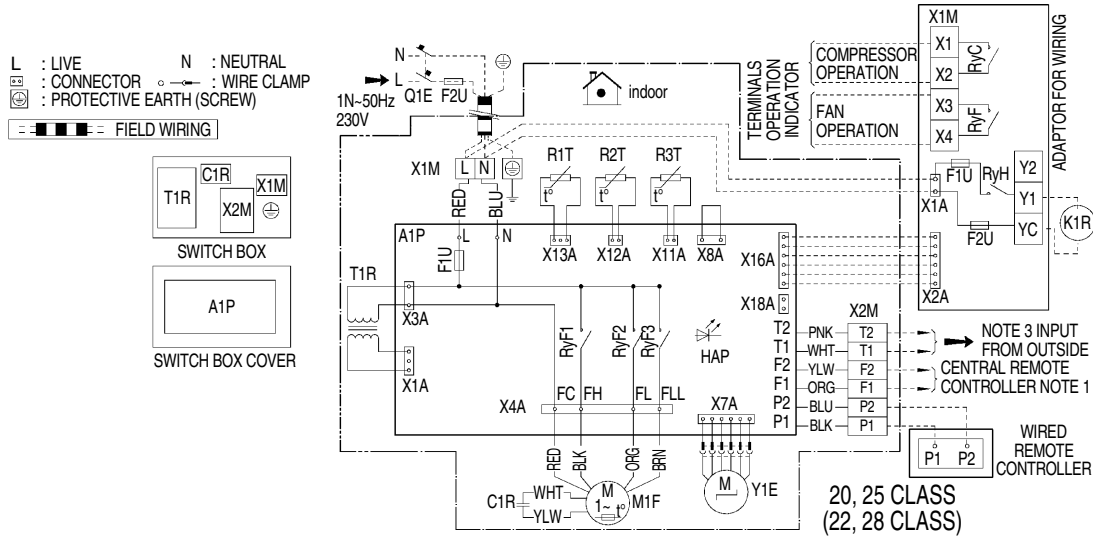 L : LIVE
N : NEUTRAL
: CONNECTOR
: WIRE CLAMP
: PROTECTIVE EARTH (SCREW)
FIELD WIRING
T1R
C1R
X2M
X1M
SWITCH BOX
A1P
SWITCH BOX COVER
N
L
Q1E
F2U
1N~50Hz
230V
indoor
X1M
L
N
RED
BLU
R1T
R2T
R3T
t°
t°
t°
X13A
X12A
X11A
X8A
A1P
L
N
F1U
T1R
X3A
X1A
RyF1
RyF2
RyF3
HAP
X16A
X18A
X4A
FC
FH
FL
FLL
X7A
RED
BLK
ORG
BRN
C1R
WHT
YLW
M
1~
t°
M1F
M
Y1E
T2 PNK T2
T1 WHT T1
F2 YLW F2
F1 ORG F1
P2 BLU P2
P1 BLK P1
X2M
NOTE 3 INPUT
FROM OUTSIDE
CENTRAL REMOTE
CONTROLLER NOTE 1
P1 P2
WIRED
REMOTE
CONTROLLER
20, 25 CLASS
(22, 28 CLASS)
TERMINALS
OPERATION
INDICATOR
COMPRESSOR
OPERATION
FAN
OPERATION
X1M
X1
X2
X3
X4
RyC
RyF
ADAPTOR FOR WIRING
F1U
RyH
X1A
F2U
Y2
Y1
YC
K1R
X2A